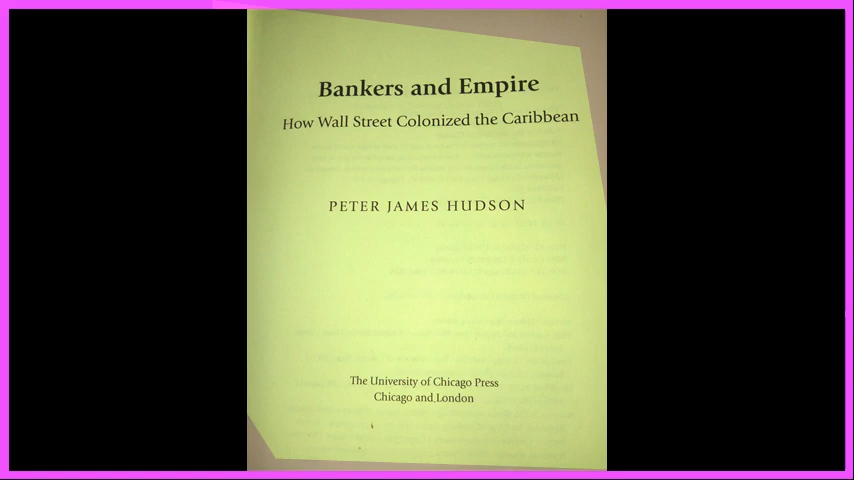 Bankers and Empire
How Wall Street Colonized the Caribbean
PETER JAMES HUDSON
The University of Chicago Press
Chicago and London